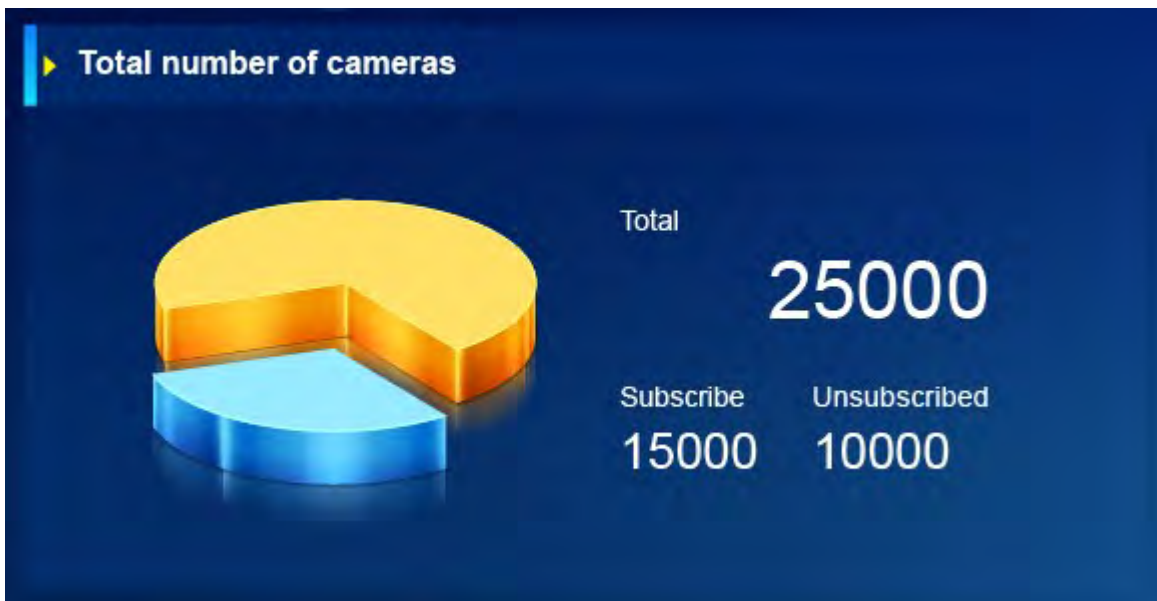 Total number of cameras
Total
25000
Subscribe Unsubscribed
15000 10000